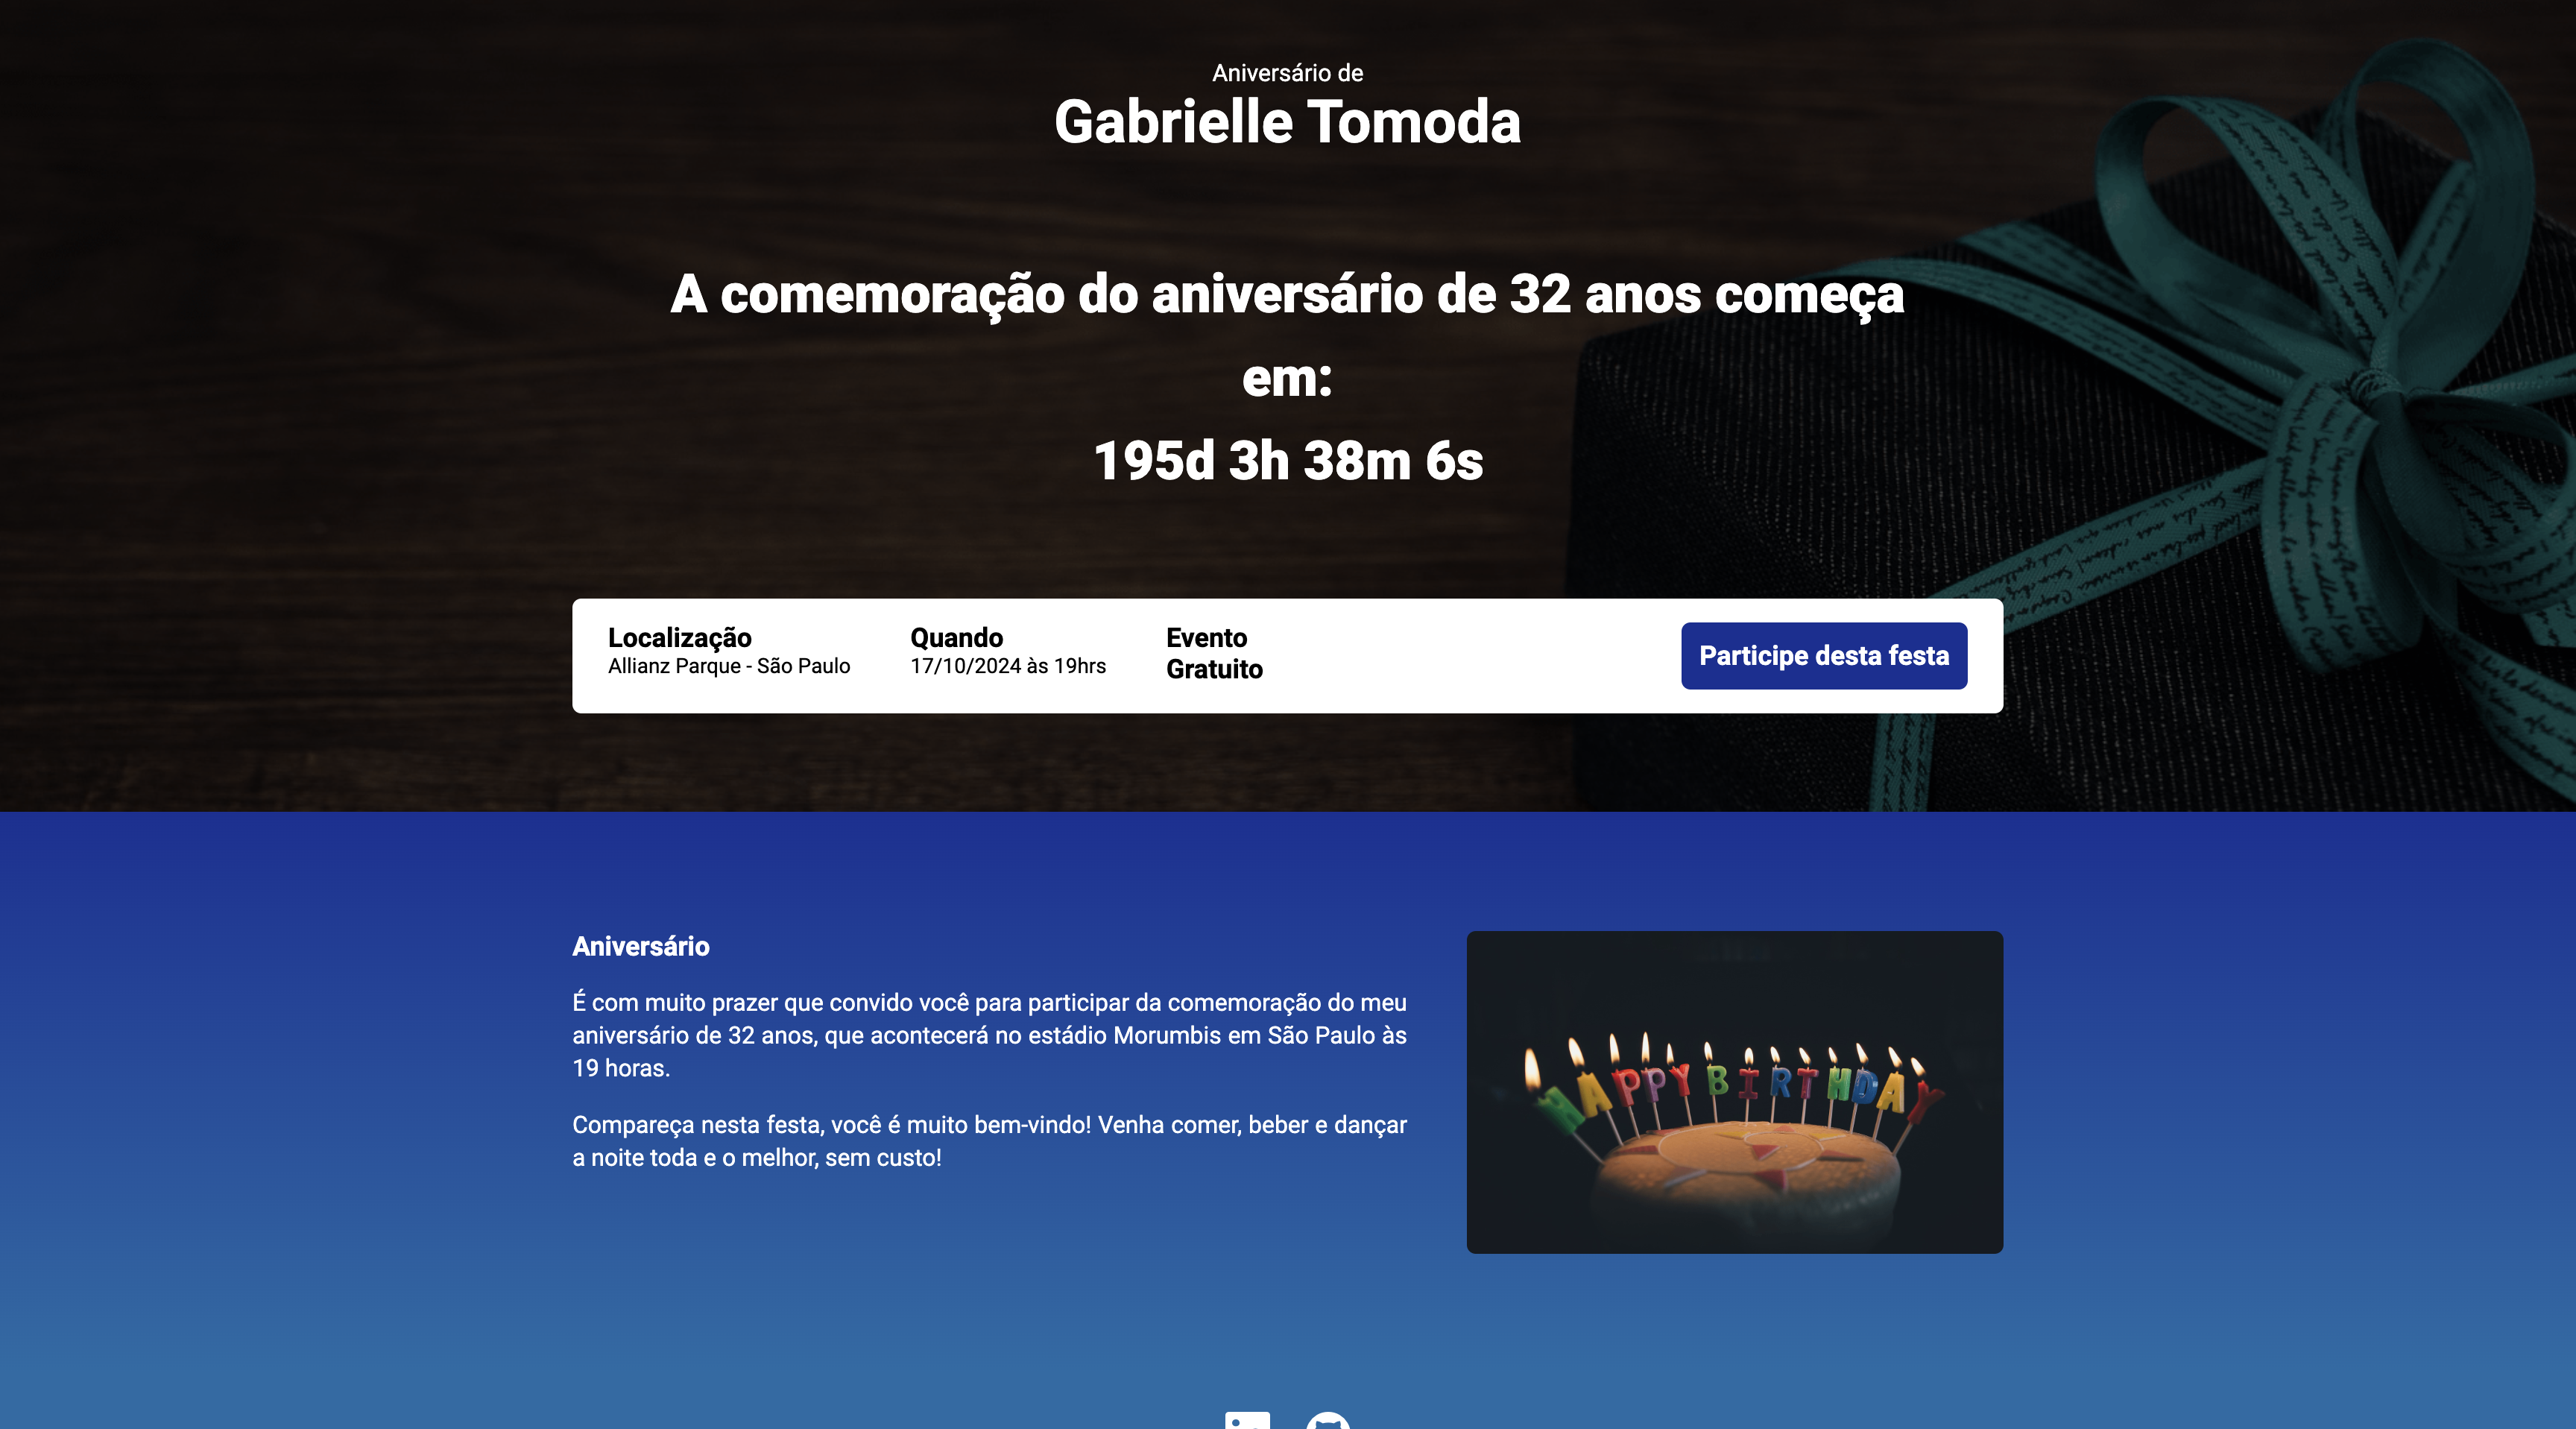 Aniversário de
Gabrielle Tomoda
A comemoração do aniversário de 32 anos começa
em:
195d 3h 38m 6s
Localização
Allianz Parque - São Paulo
Quando
17/10/2024 às 19hrs
Evento
Gratuito
Participe desta festa
Aniversário
É com muito prazer que convido você para participar da comemoração do meu
aniversário de 32 anos, que acontecerá no estádio Morumbis em São Paulo às
19 horas.
Compareça nesta festa, você é muito bem-vindo! Venha comer, beber e dançar
a noite toda e o melhor, sem custo!
HAPPY BIRTHDAY